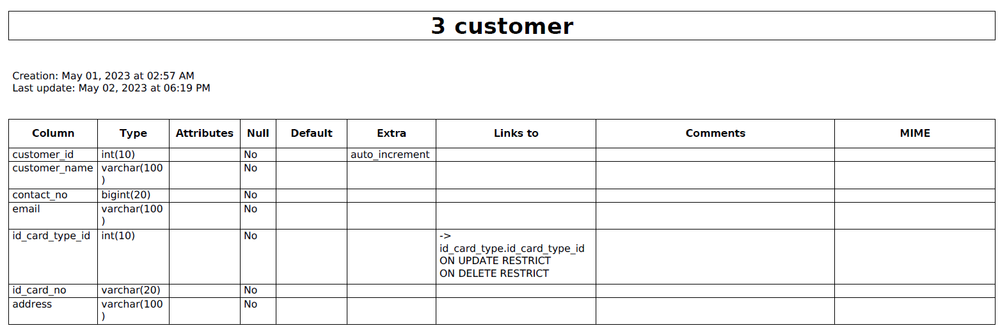 3 customer
Creation: May 01, 2023 at 02:57 AM
Last update: May 02, 2023 at 06:19 PM
Column Type Attributes Null Default Extra Links to Comments MIME
customer_id int(10) No auto_increment
customer_name varchar(100 No
)
contact_no bigint(20) No
email varchar(100 No
)
id_card_type_id int(10) No ->
id_card_type.id_card_type_id
ON UPDATE RESTRICT
ON DELETE RESTRICT
id_card_no varchar(20) No
address varchar(100 No
)